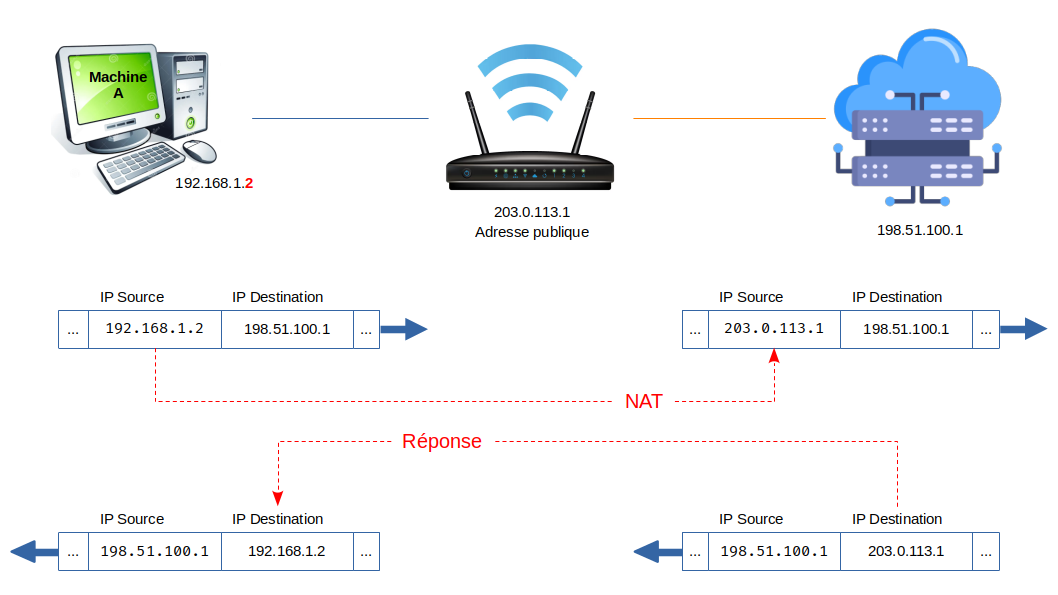 Machine
A
192.168.1.2
203.0.113.1
Adresse publique
198.51.100.1
IP Source IP Destination
... 192.168.1.2 198.51.100.1 ...
IP Source IP Destination
... 203.0.113.1 198.51.100.1 ...
NAT
Réponse
IP Source IP Destination
... 198.51.100.1 192.168.1.2 ...
IP Source IP Destination
... 198.51.100.1 203.0.113.1 ...